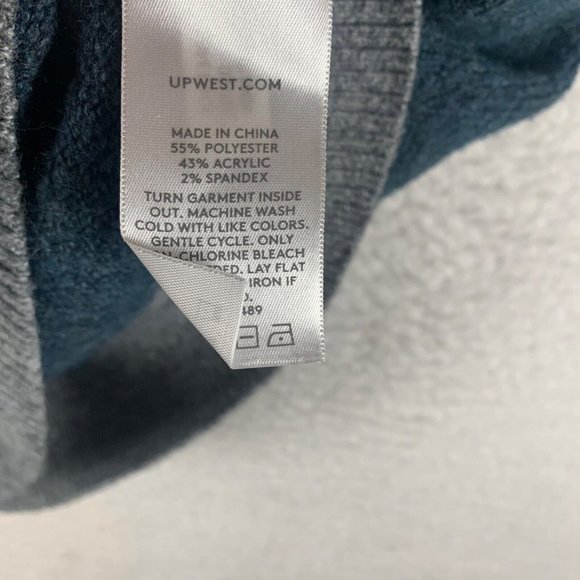 UPWEST.COM
MADE IN CHINA
55% POLYESTER
43% ACRYLIC
2% SPANDEX
TURN GARMENT INSIDE
OUT. MACHINE WASH
COLD WITH LIKE COLORS.
GENTLE CYCLE. ONLY
-CHLORINE BLEACH
LAY FLAT
IRON IF
489